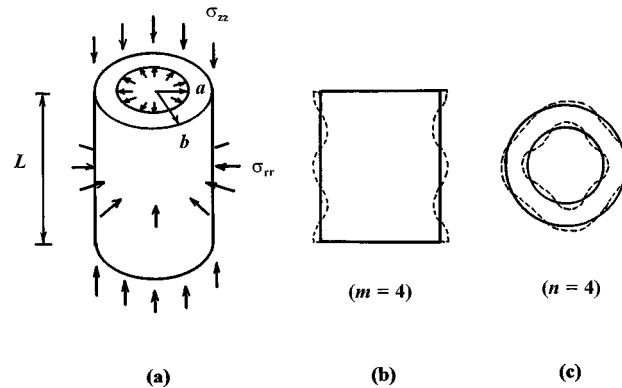 σzz
a
b
L
σrr
(m = 4)
(n = 4)
(a)
(b)
(c)